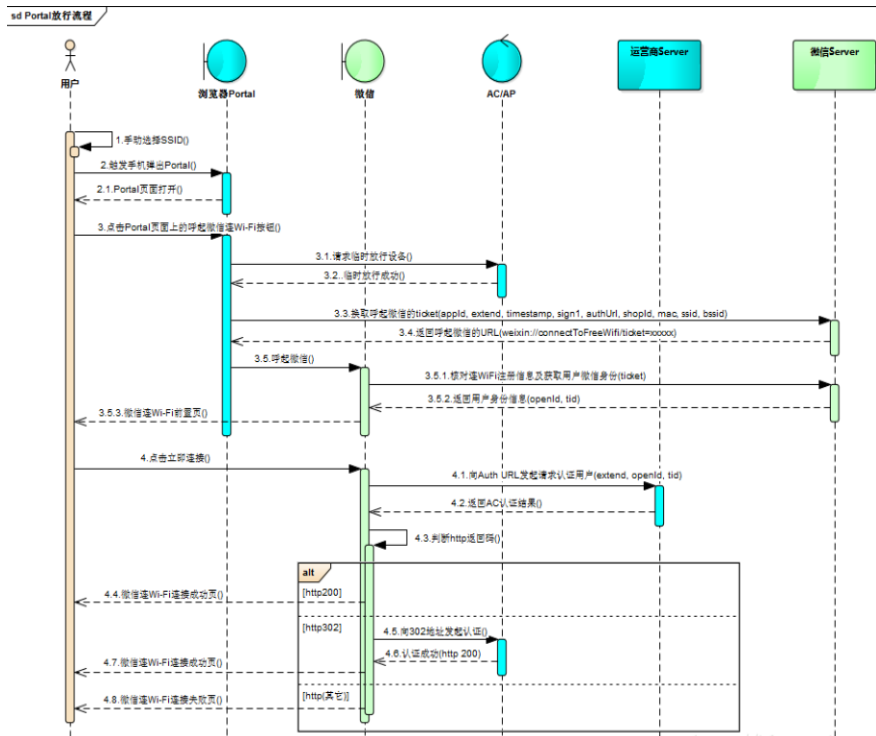 sd Portal放行流程
用户
浏览器Portal
微信
AC/AP
运营商Server
微信Server
1.手动选择SSID()
2.触发手机弹出Portal()
2.1.Portal页面打开()
3.点击Portal页面上的呼起微信连Wi-Fi按钮()
3.1.请求临时放行设备()
3.2..临时放行成功()
3.3.换取呼起微信的ticket(appId, extend, timestamp, sign1, authUrl, shopId, mac, ssid, bssid)
3.4.返回呼起微信的URL(weixin://connectToFreeWifi/ticket=xxxxx)
3.5.呼起微信()
3.5.1.核对连WiFi注册信息及获取用户微信身份(ticket)
3.5.2.返回用户身份信息(openId, tid)
3.5.3.微信连Wi-Fi前置页()
4.点击立即连接()
4.1.向Auth URL发起请求认证用户(extend, openId, tid)
4.2.返回AC认证结果()
4.3.判断http返回码()
alt
4.4.微信连Wi-Fi连接成功页()
[http200]
[http302]
4.5.向302地址发起认证()
4.6.认证成功(http 200)
4.7.微信连Wi-Fi连接成功页()
4.8.微信连Wi-Fi连接失败页()
[http(其它)]